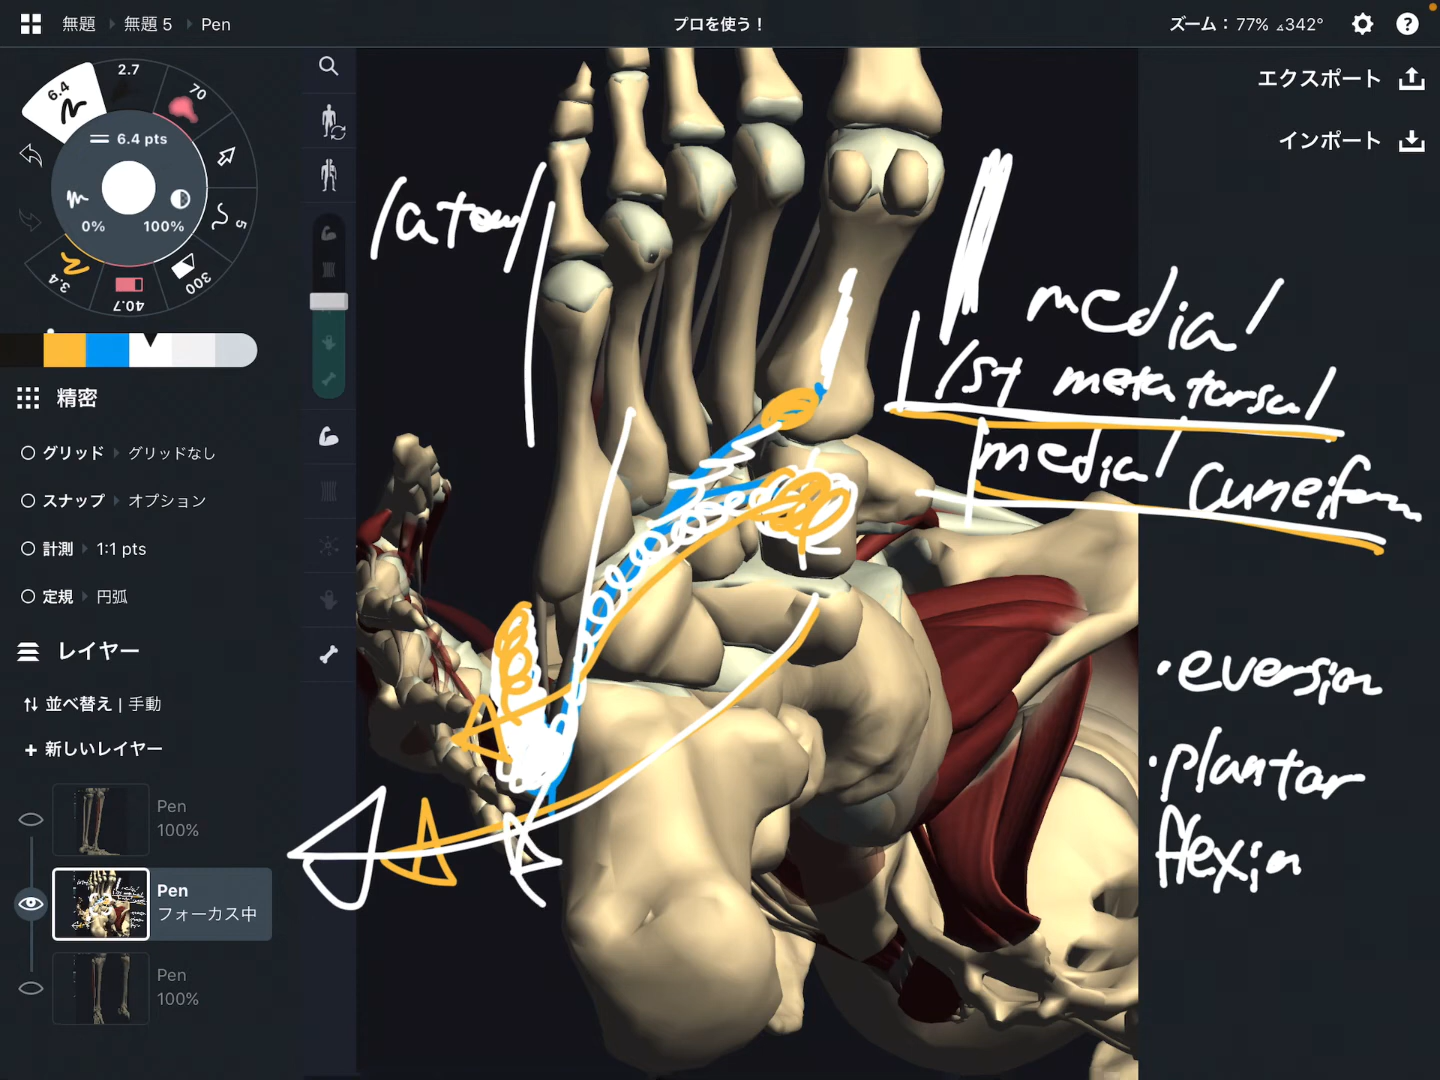 無題 無題 5 Pen
プロを使う！
ズーム：77% ⦞342°
エクスポート
インポート
2.7
6.4
70
6.4 pts
0% 100%
5
3.4
40.7
300
精密
グリッド グリッドなし
スナップ オプション
計測 1:1 pts
定規 円弧
レイヤー
並べ替え | 手動
+ 新しいレイヤー
Pen
100%
Pen
フォーカス中
Pen
100%
medial
1st metatarsal
medial cuneiform
・eversion
・plantar
flexin